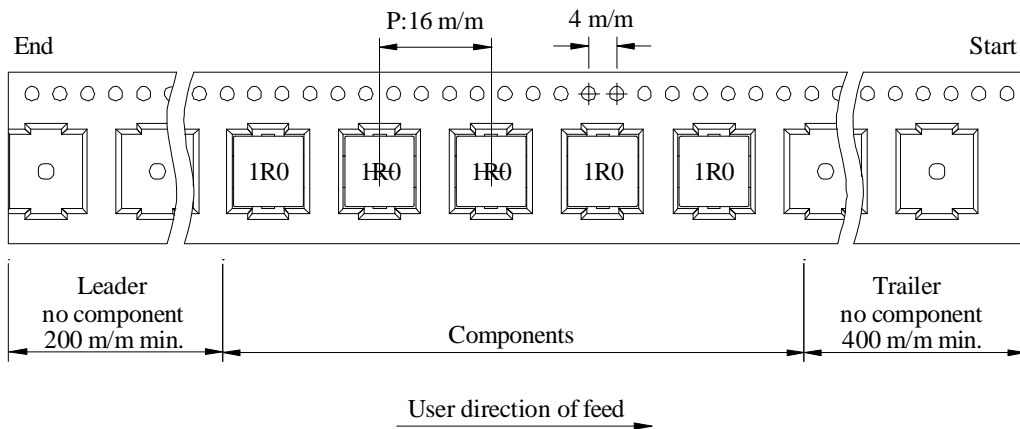 P:16 m/m
4 m/m
End
Start
1R0
1R0
1R0
1R0
1R0
Leader
no component
200 m/m min.
Components
Trailer
no component
400 m/m min.
User direction of feed